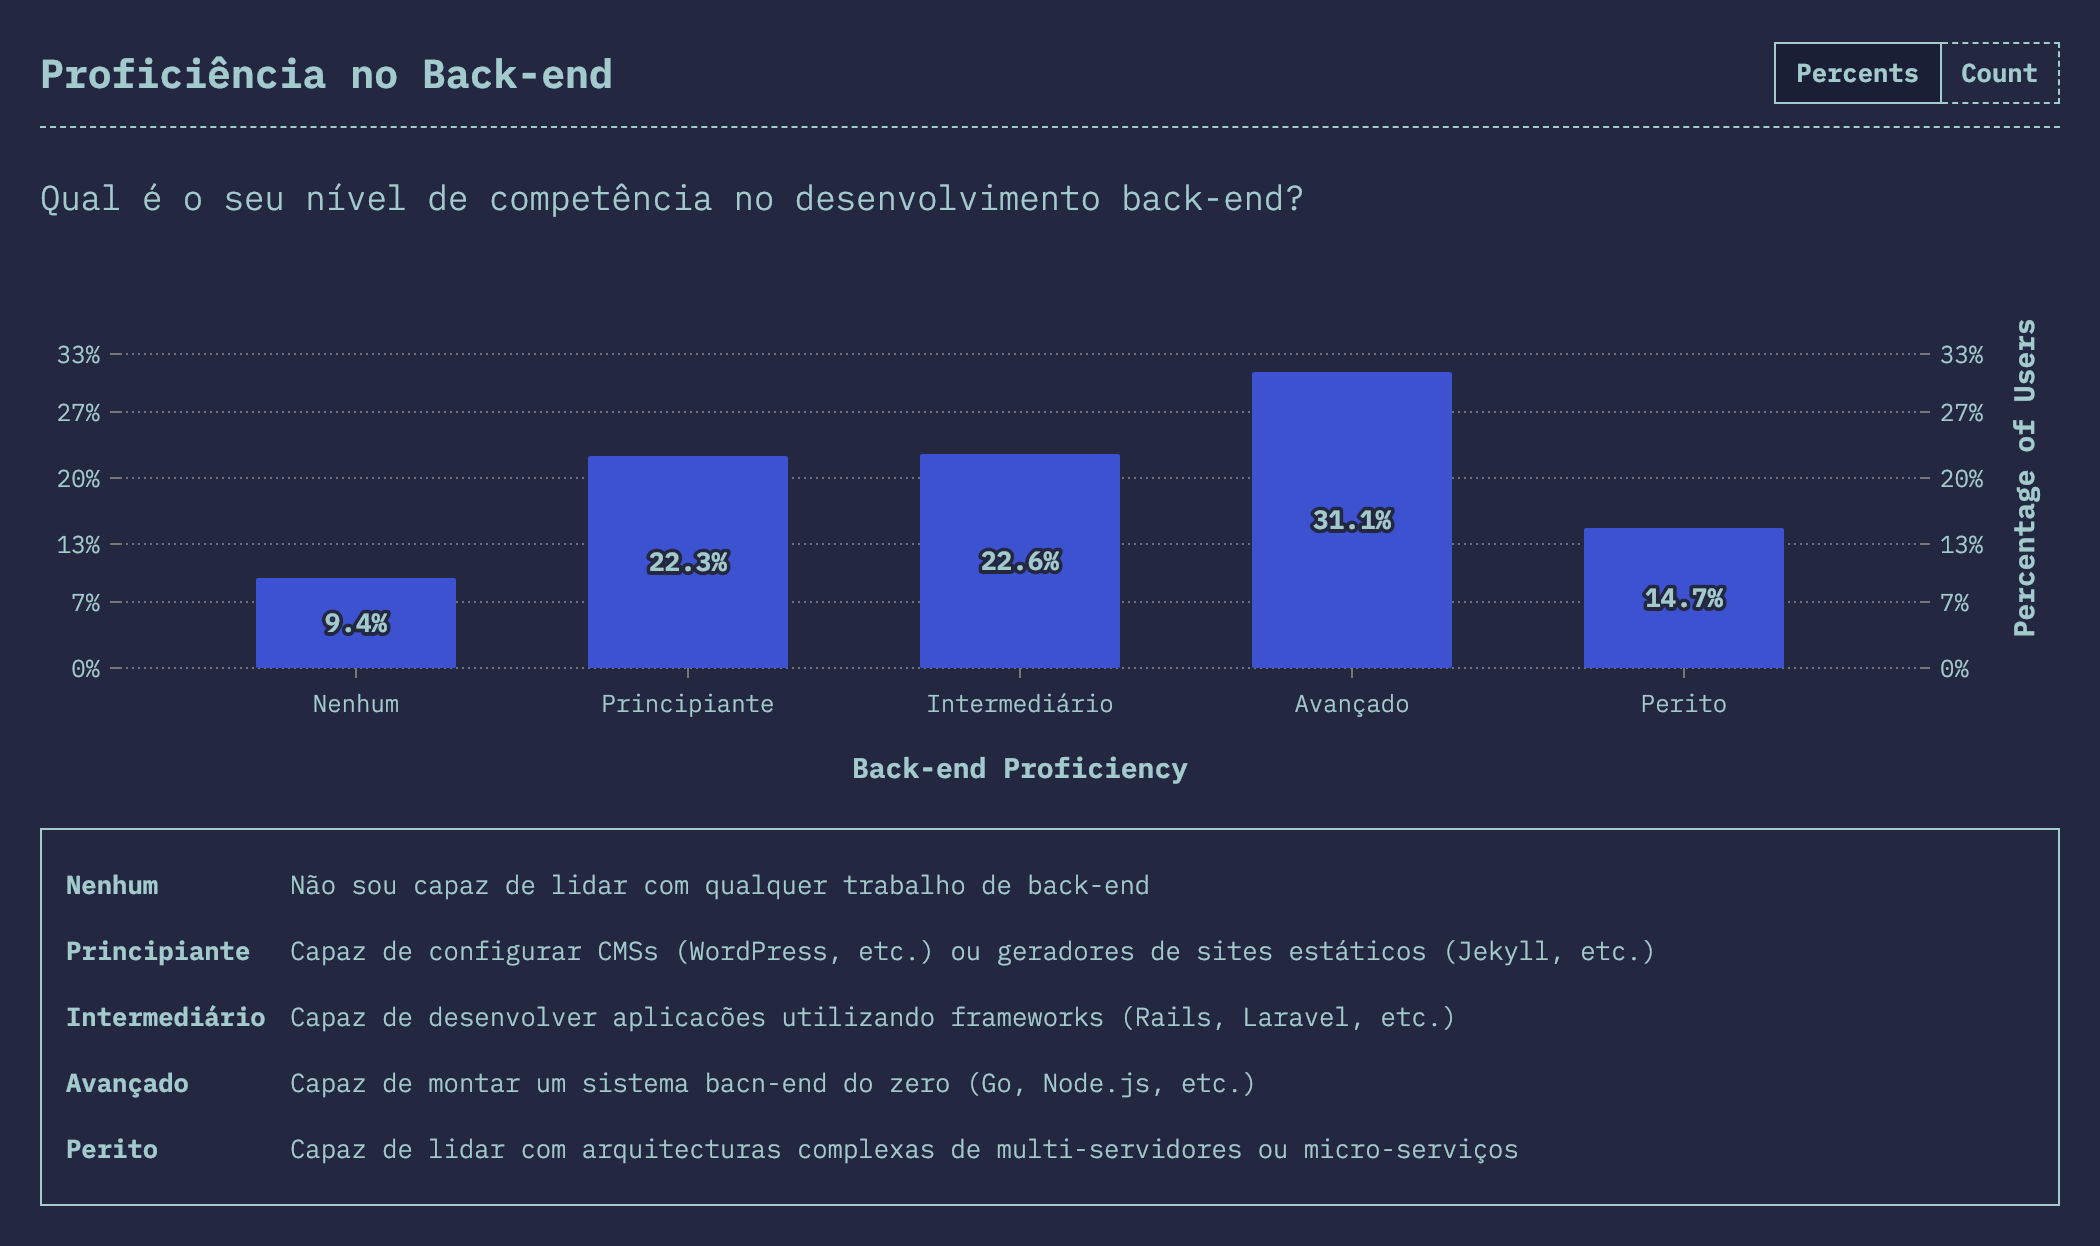 Proficiência no Back-end
Percents Count
Qual é o seu nível de competência no desenvolvimento back-end?
33% 33%
27% 27%
20% 20%
13% 13%
7% 7%
0% 0%
9.4% 22.3% 22.6% 31.1% 14.7%
Percentage of Users
Nenhum Principiante Intermediário Avançado Perito
Back-end Proficiency
Nenhum Não sou capaz de lidar com qualquer trabalho de back-end
Principiante Capaz de configurar CMSs (WordPress, etc.) ou geradores de sites estáticos (Jekyll, etc.)
Intermediário Capaz de desenvolver aplicacões utilizando frameworks (Rails, Laravel, etc.)
Avançado Capaz de montar um sistema bacn-end do zero (Go, Node.js, etc.)
Perito Capaz de lidar com arquitecturas complexas de multi-servidores ou micro-serviços